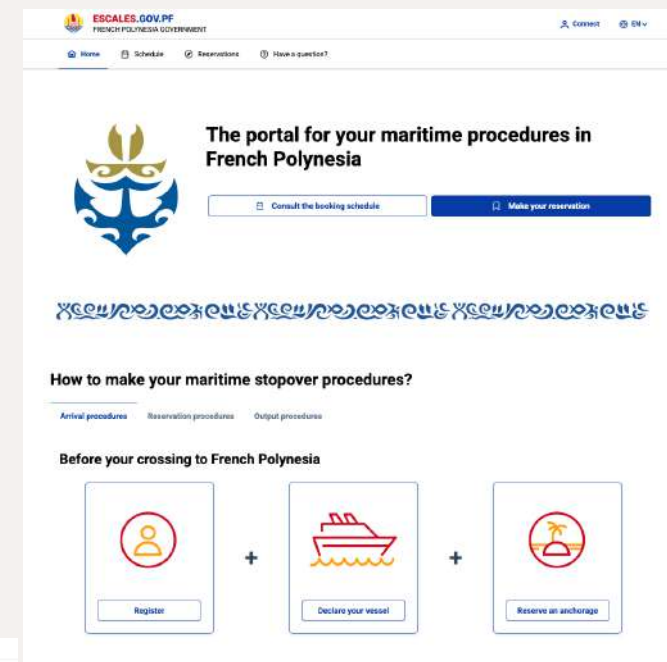 ESCALES.GOV.PF
FRENCH POLYNESIA GOVERNMENT
Connect
EN
Home
Schedule
Reservations
Have a question?
The portal for your maritime procedures in
French Polynesia
Consult the booking schedule
Make your reservation
How to make your maritime stopover procedures?
Arrival procedures
Reservation procedures
Output procedures
Before your crossing to French Polynesia
Register
+
Declare your vessel
+
Reserve an anchorage